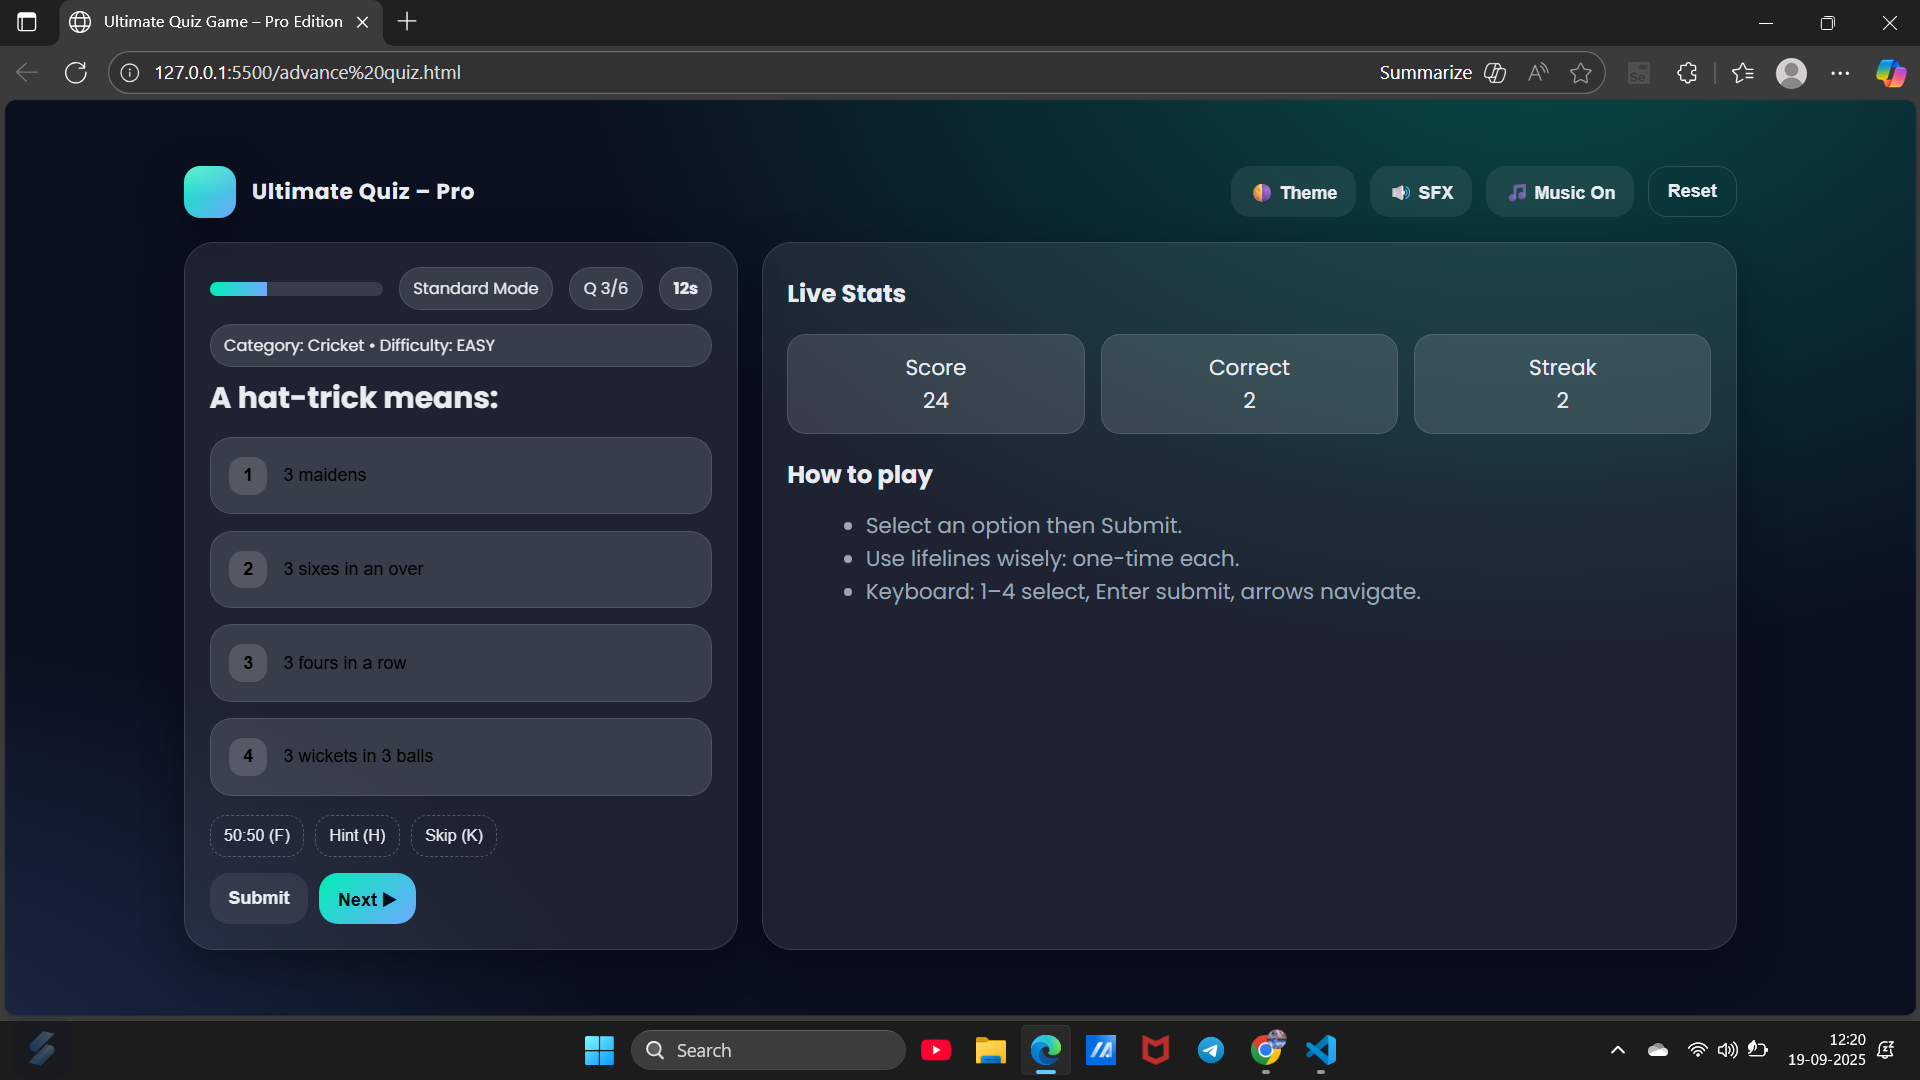 Ultimate Quiz Game – Pro Edition
127.0.0.1:5500/advance%20quiz.html
Summarize
Ultimate Quiz – Pro
Theme
SFX
Music On
Reset
Standard Mode
Q 3/6
12s
Category: Cricket • Difficulty: EASY
A hat-trick means:
1 3 maidens
2 3 sixes in an over
3 3 fours in a row
4 3 wickets in 3 balls
50:50 (F)
Hint (H)
Skip (K)
Submit
Next ▶
Live Stats
Score
24
Correct
2
Streak
2
How to play
• Select an option then Submit.
• Use lifelines wisely: one-time each.
• Keyboard: 1–4 select, Enter submit, arrows navigate.
Search
12:20
19-09-2025